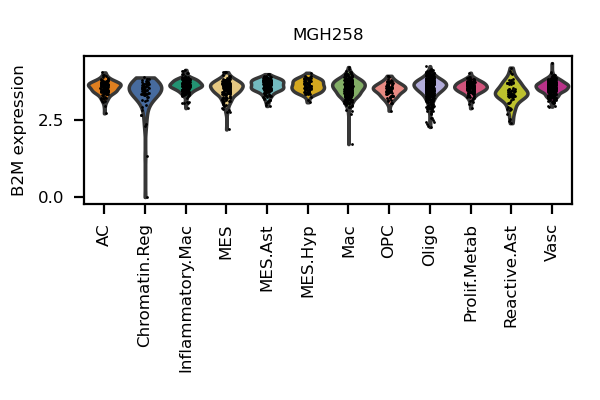 MGH258
B2M expression
2.5
0.0
AC
Chromatin.Reg
Inflammatory.Mac
MES
MES.Ast
MES.Hyp
Mac
OPC
Oligo
Prolif.Metab
Reactive.Ast
Vasc